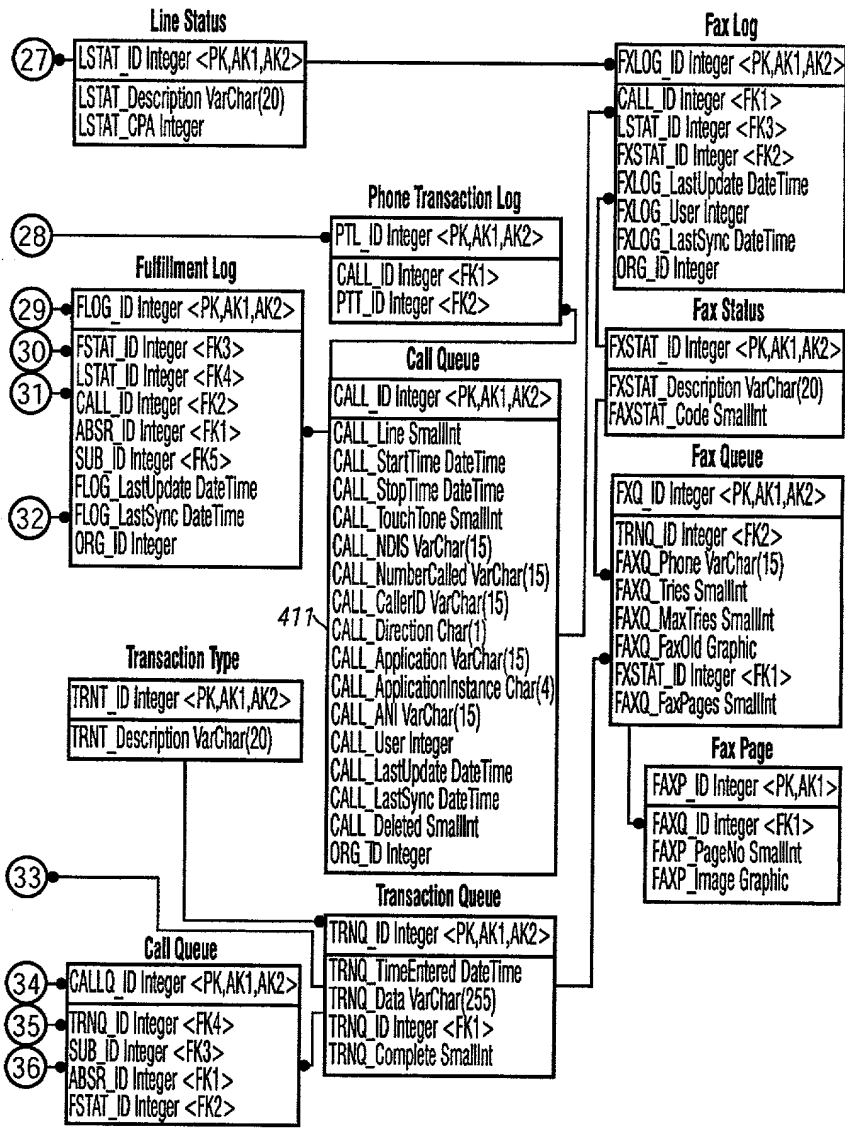 Line Status
27
LSTAT_ID Integer <PK,AK1,AK2>
LSTAT_Description VarChar(20)
LSTAT_CPA Integer
Fax Log
FXLOG_ID Integer <PK,AK1,AK2>
CALL_ID Integer <FK1>
LSTAT_ID Integer <FK3>
FXSTAT_ID Integer <FK2>
FXLOG_LastUpdate DateTime
FXLOG_User Integer
FXLOG_LastSync DateTime
ORG_ID Integer
Phone Transaction Log
28
PTL_ID Integer <PK,AK1,AK2>
CALL_ID Integer <FK1>
PTT_ID Integer <FK2>
Fulfillment Log
29
FLOG_ID Integer <PK,AK1,AK2>
30
FSTAT_ID Integer <FK3>
LSTAT_ID Integer <FK4>
31
CALL_ID Integer <FK2>
ABSR_ID Integer <FK1>
SUB_ID Integer <FK5>
FLOG_LastUpdate DateTime
32
FLOG_LastSync DateTime
ORG_ID Integer
Fax Status
FXSTAT_ID Integer <PK,AK1,AK2>
FXSTAT_Description VarChar(20)
FAXSTAT_Code SmallInt
Call Queue
CALL_ID Integer <PK,AK1,AK2>
CALL_Line SmallInt
CALL_StartTime DateTime
CALL_StopTime DateTime
CALL_TouchTone SmallInt
CALL_NDIS VarChar(15)
CALL_NumberCalled VarChar(15)
CALL_CallerID VarChar(15)
411
CALL_Direction Char(1)
CALL_Application VarChar(15)
CALL_ApplicationInstance Char(4)
CALL_ANI VarChar(15)
CALL_User Integer
CALL_LastUpdate DateTime
CALL_LastSync DateTime
CALL_Deleted SmallInt
ORG_ID Integer
Fax Queue
FXQ_ID Integer <PK,AK1,AK2>
TRNQ_ID Integer <FK2>
FAXQ_Phone VarChar(15)
FAXQ_Tries SmallInt
FAXQ_MaxTries SmallInt
FAXQ_FaxOld Graphic
FXSTAT_ID Integer <FK1>
FAXQ_FaxPages SmallInt
Transaction Type
TRNT_ID Integer <PK,AK1,AK2>
TRNT_Description VarChar(20)
Fax Page
FAXP_ID Integer <PK,AK1>
FAXQ_ID Integer <FK1>
FAXP_PageNo SmallInt
FAXP_Image Graphic
33
Transaction Queue
TRNQ_ID Integer <PK,AK1,AK2>
TRNQ_TimeEntered DateTime
TRNQ_Data VarChar(255)
TRNQ_ID Integer <FK1>
TRNQ_Complete SmallInt
Call Queue
34
CALLQ_ID Integer <PK,AK1,AK2>
35
TRNQ_ID Integer <FK4>
SUB_ID Integer <FK3>
36
ABSR_ID Integer <FK1>
FSTAT_ID Integer <FK2>